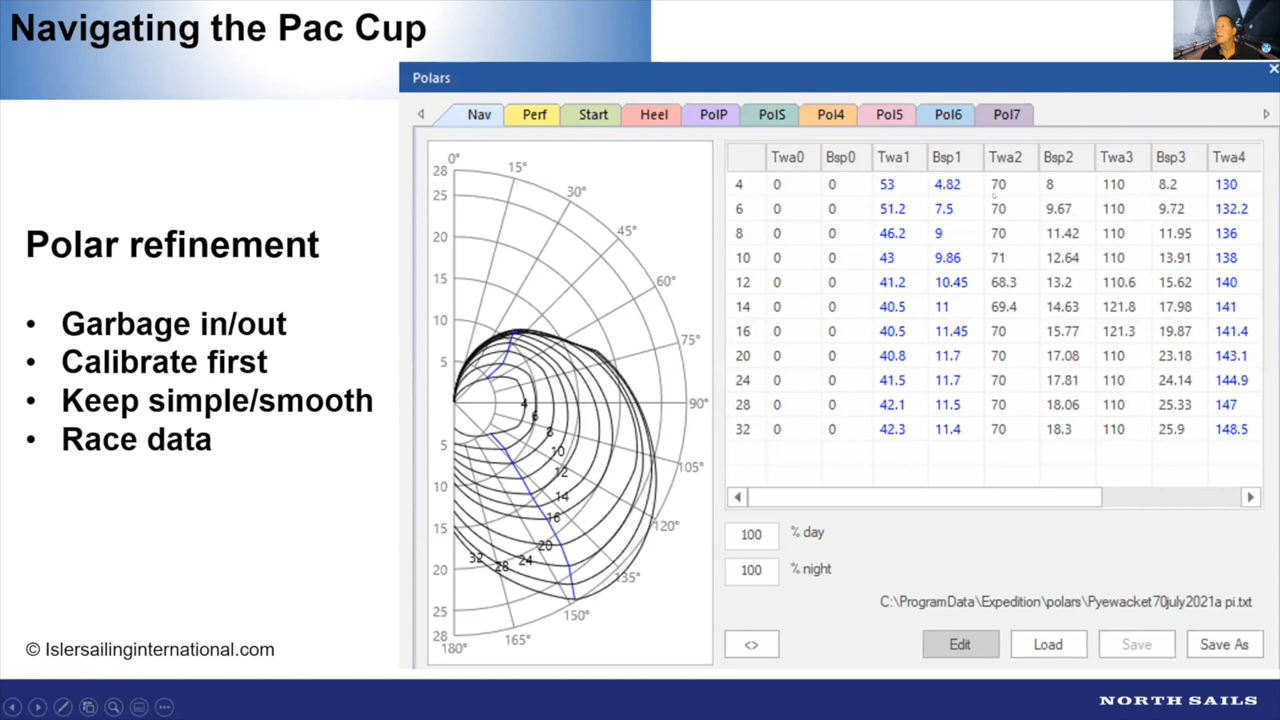 Navigating the Pac Cup
Polars
Nav Perf Start Heel PolP PolS Pol4 Pol5 Pol6 Pol7
Polar refinement
• Garbage in/out
• Calibrate first
• Keep simple/smooth
• Race data
© Islersailinginternational.com
0° 15° 30° 45° 60° 75° 90° 105° 120° 135° 150° 165° 180°
28
25
20
15
10
5
5
10
15
20
25
28
4
6
8
10
12
14
16
20
24
28
32
Twa0 Bsp0 Twa1 Bsp1 Twa2 Bsp2 Twa3 Bsp3 Twa4
4 0 0 53 4.82 70 8 110 8.2 130
6 0 0 51.2 7.5 70 9.67 110 9.72 132.2
8 0 0 46.2 9 70 11.42 110 11.95 136
10 0 0 43 9.86 71 12.64 110 13.91 138
12 0 0 41.2 10.45 68.3 13.2 110.6 15.62 140
14 0 0 40.5 11 69.4 14.63 121.8 17.98 141
16 0 0 40.5 11.45 70 15.77 121.3 19.87 141.4
20 0 0 40.8 11.7 70 17.08 110 23.18 143.1
24 0 0 41.5 11.7 70 17.81 110 24.14 144.9
28 0 0 42.1 11.5 70 18.06 110 25.33 147
32 0 0 42.3 11.4 70 18.3 110 25.9 148.5
100 % day
100 % night
C:\ProgramData\Expedition\polars\Pyewacket70july2021a pi.txt
<> Edit Load Save Save As
NORTH SAILS